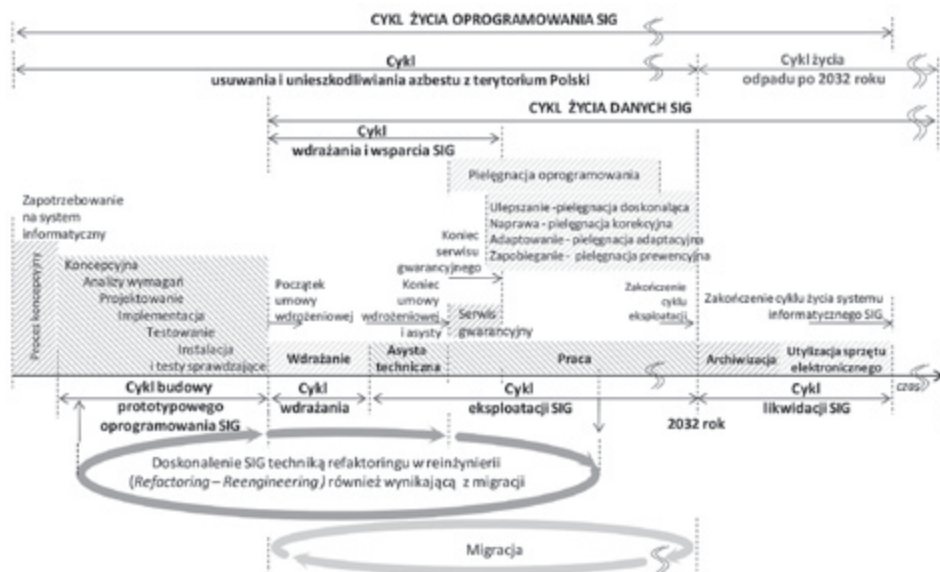 CYKL ŻYCIA OPROGRAMOWANIA SIG
Cykl
usuwania i unieszkodliwiania azbestu z terytorium Polski
Cykl życia
odpadu po 2032 roku
CYKL ŻYCIA DANYCH SIG
Cykl
wdrażania i wsparcia SIG
Pielęgnacja oprogramowania
Zapotrzebowanie
na system
informatyczny
Ulepszanie -pielęgnacja doskonaląca
Naprawa - pielęgnacja korekcyjna
Adaptowanie - pielęgnacja adaptacyjna
Zapobieganie - pielęgnacja prewencyjna
Koniec
serwisu
gwarancyjnego
Proces koncepcyjny
Koncepcyjna
Analizy wymagań
Projektowanie
Implementacja
Testowanie
Instalacja
i testy sprawdzające
Początek
umowy
wdrożeniowej
Koniec
umowy
wdrożeniowej
i asysty
Serwis
gwarancyjny
Zakończenie
cyklu
eksploatacji
Zakończenie cyklu życia systemu
informatycznego SIG
Wdrażanie
Asysta
techniczna
Praca
Archiwizacja
Utylizacja sprzętu
elektronicznego
Cykl budowy
prototypowego
oprogramowania SIG
Cykl
wdrażania
Cykl
eksploatacji SIG
Cykl
likwidacji SIG
czas
2032 rok
Doskonalenie SIG techniką refaktoringu w reinżynierii
(Refactoring – Reengineering) również wynikającą z migracji
Migracja